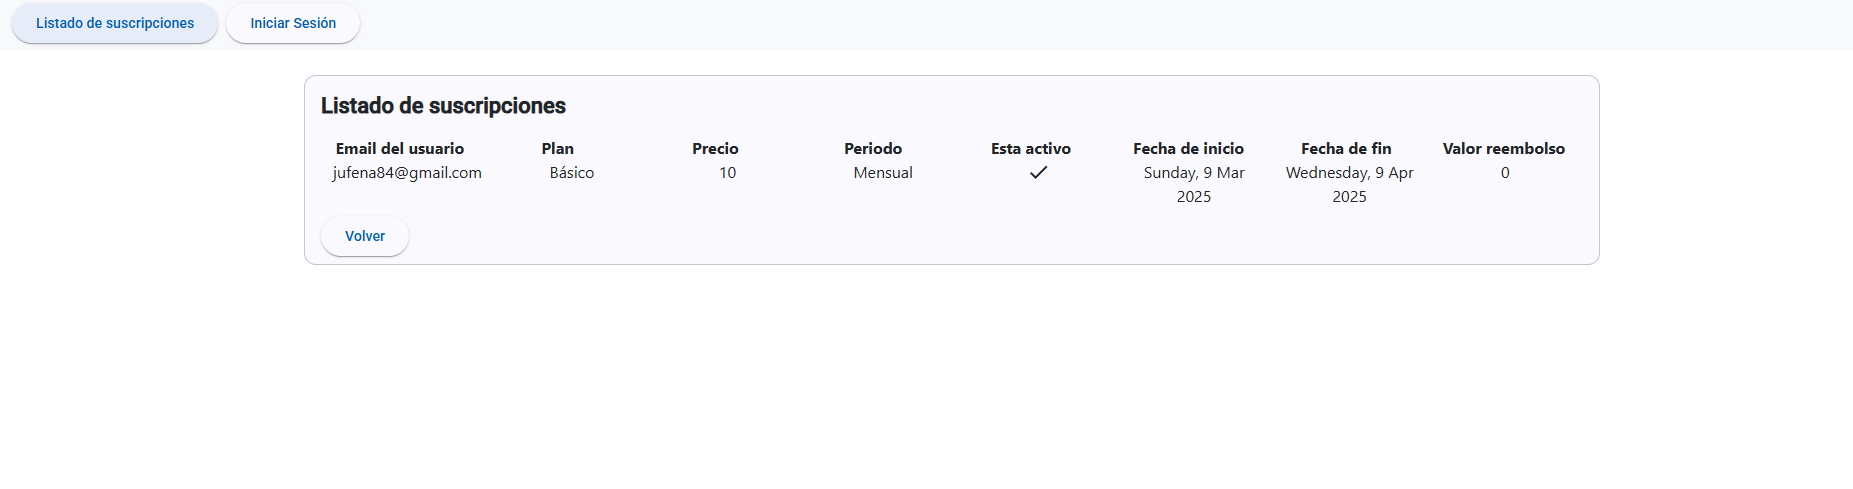 Listado de suscripciones Iniciar Sesión
Listado de suscripciones
Email del usuario Plan Precio Periodo Esta activo Fecha de inicio Fecha de fin Valor reembolso
jufena84@gmail.com Básico 10 Mensual ✓ Sunday, 9 Mar Wednesday, 9 Apr 0
2025 2025
Volver